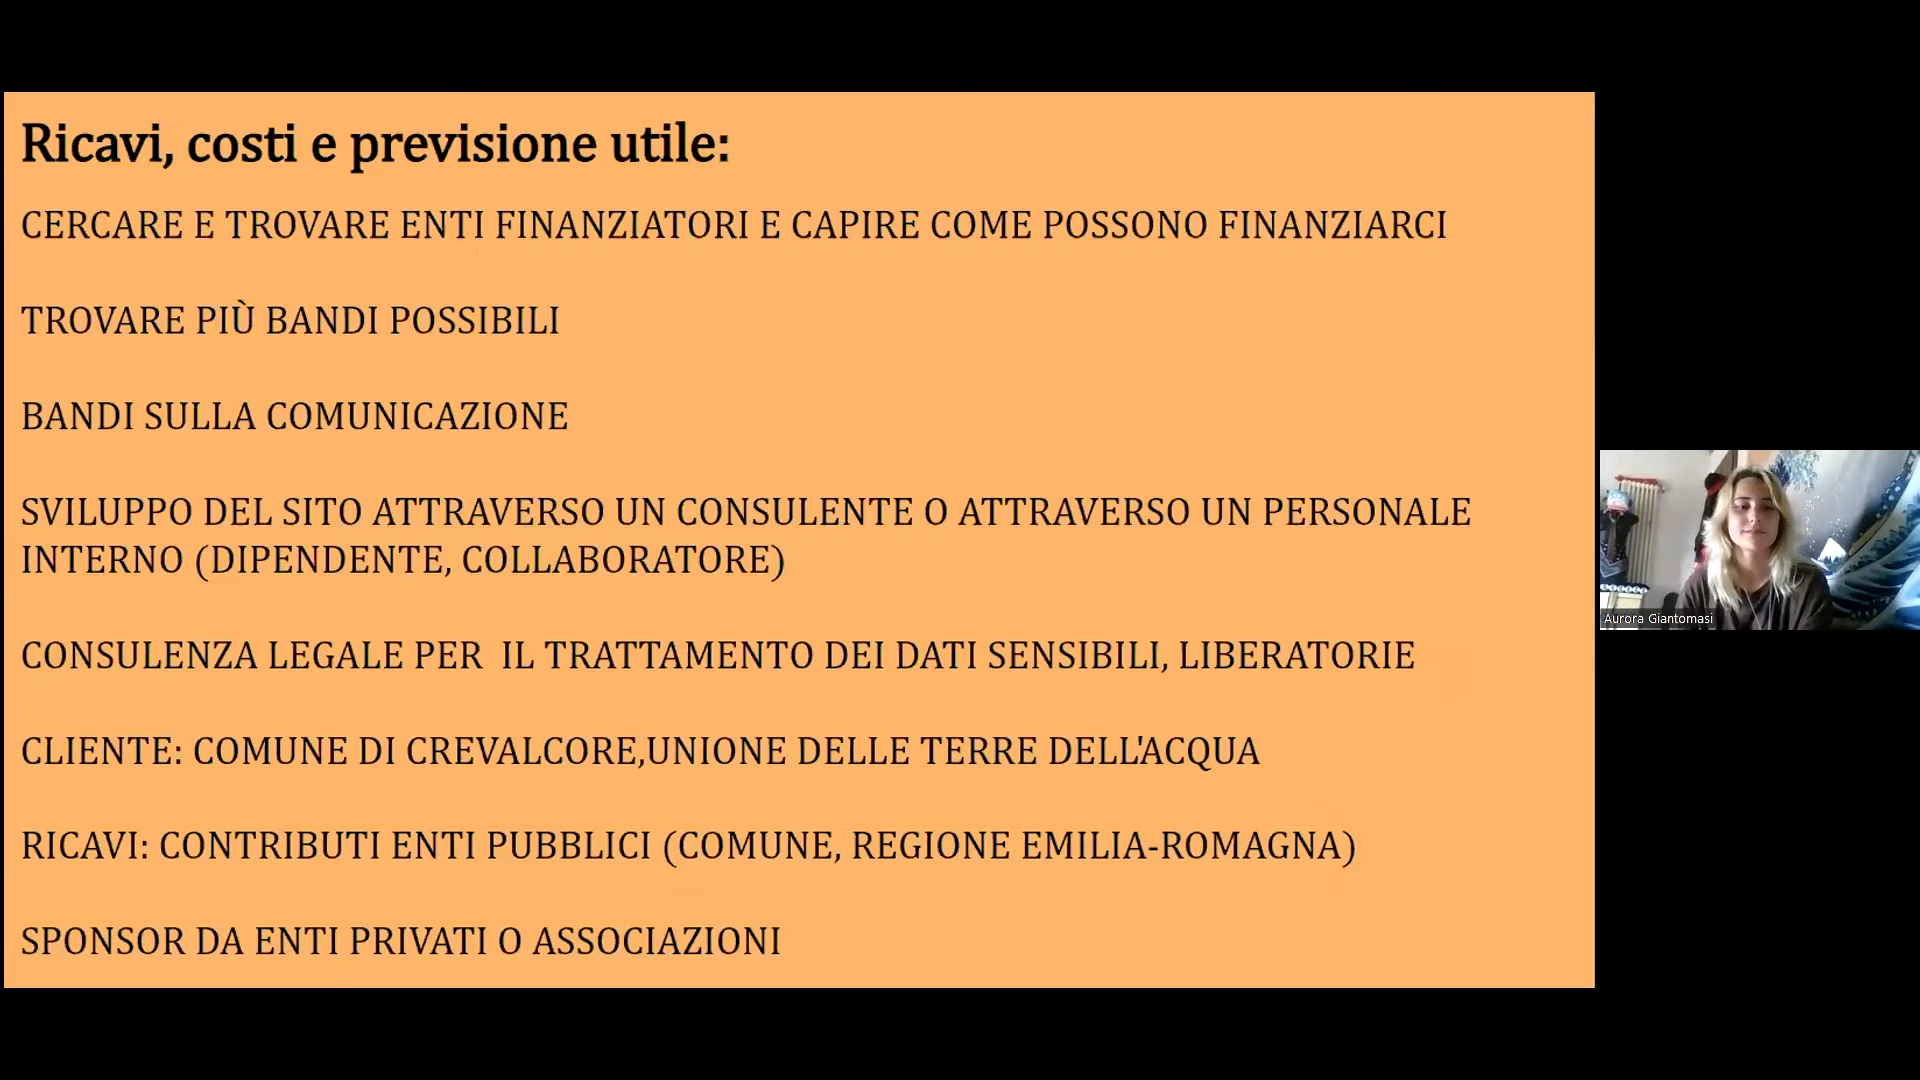 Ricavi, costi e previsione utile:
CERCARE E TROVARE ENTI FINANZIATORI E CAPIRE COME POSSONO FINANZIARCI
TROVARE PIÙ BANDI POSSIBILI
BANDI SULLA COMUNICAZIONE
SVILUPPO DEL SITO ATTRAVERSO UN CONSULENTE O ATTRAVERSO UN PERSONALE
INTERNO (DIPENDENTE, COLLABORATORE)
CONSULENZA LEGALE PER  IL TRATTAMENTO DEI DATI SENSIBILI, LIBERATORIE
CLIENTE: COMUNE DI CREVALCORE,UNIONE DELLE TERRE DELL'ACQUA
RICAVI: CONTRIBUTI ENTI PUBBLICI (COMUNE, REGIONE EMILIA-ROMAGNA)
SPONSOR DA ENTI PRIVATI O ASSOCIAZIONI
Aurora Giantomasi